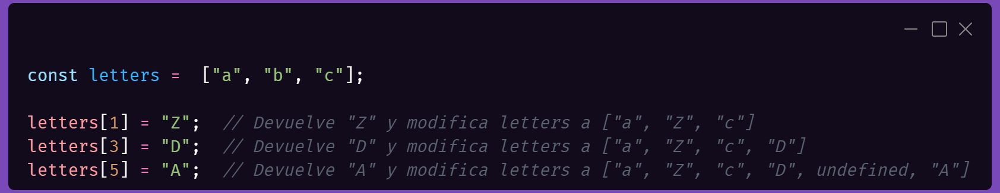 const letters =  ["a", "b", "c"];
letters[1] = "Z";  // Devuelve "Z" y modifica letters a ["a", "Z", "c"]
letters[3] = "D";  // Devuelve "D" y modifica letters a ["a", "Z", "c", "D"]
letters[5] = "A";  // Devuelve "A" y modifica letters a ["a", "Z", "c", "D", undefined, "A"]